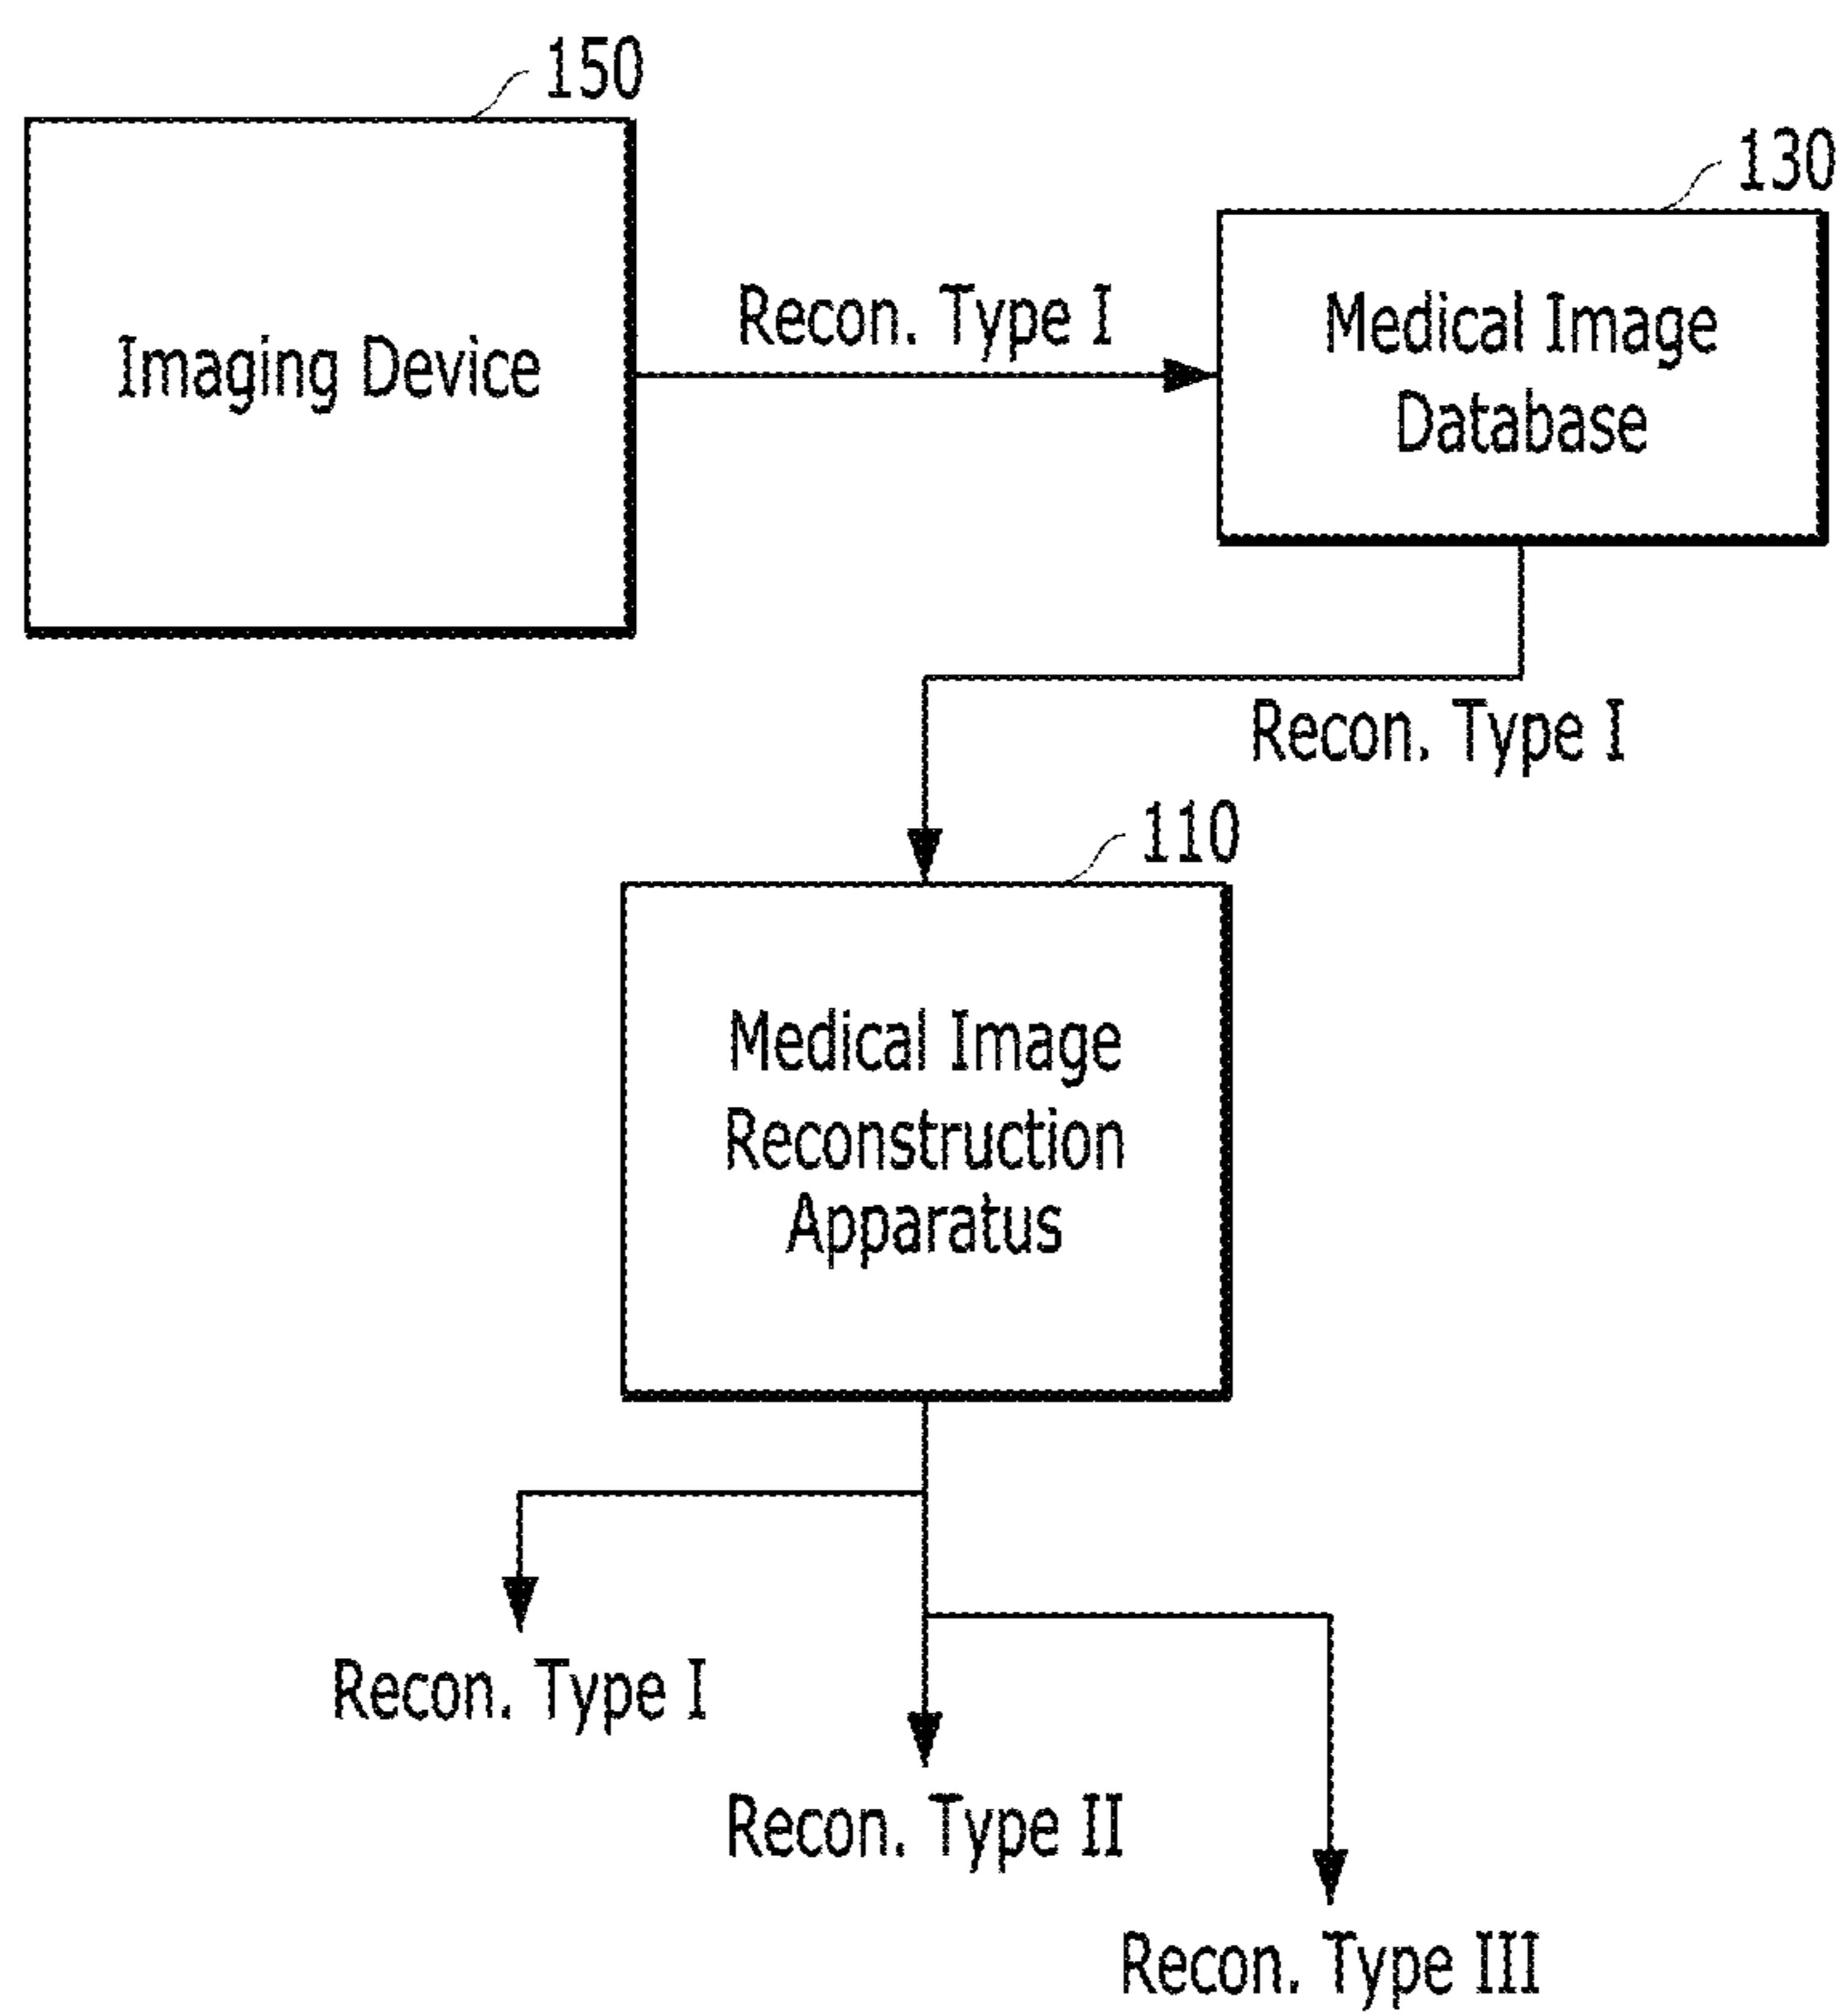 150
130
Imaging Device
Recon. Type I
Medical Image
Database
Recon. Type I
110
Medical Image
Reconstruction
Apparatus
Recon. Type I
Recon. Type II
Recon. Type III